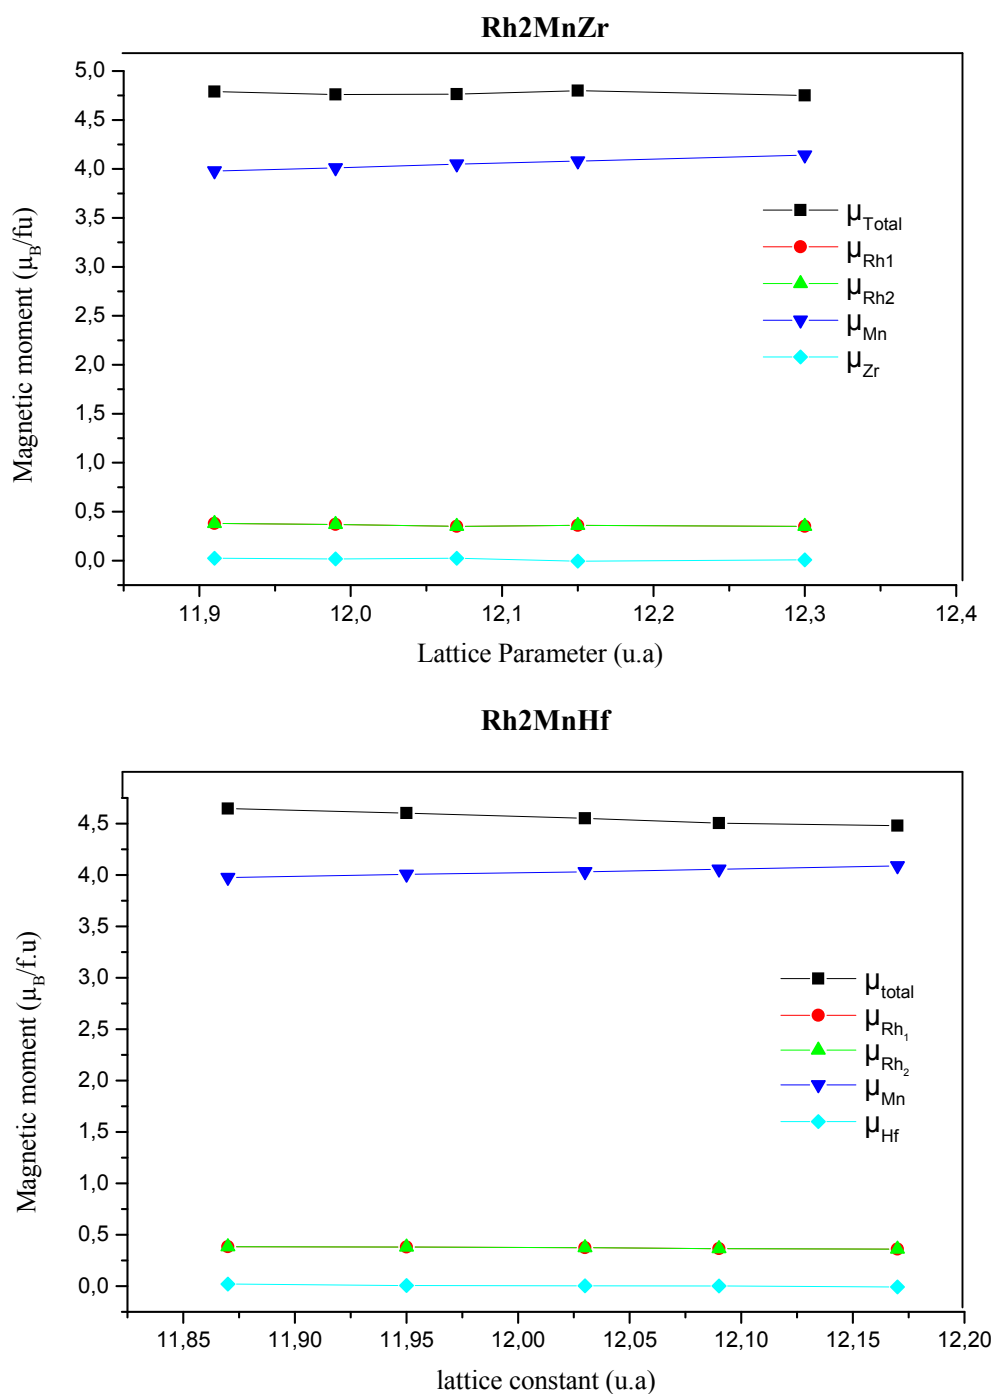 Rh2MnZr
5,0
4,5
4,0
3,5
3,0
2,5
2,0
1,5
1,0
0,5
0,0
Magnetic moment (μB/fu)
μTotal
μRh1
μRh2
μMn
μZr
11,9 12,0 12,1 12,2 12,3 12,4
Lattice Parameter (u.a)
Rh2MnHf
4,5
4,0
3,5
3,0
2,5
2,0
1,5
1,0
0,5
0,0
Magnetic moment (μB/f.u)
μtotal
μRh1
μRh2
μMn
μHf
11,85 11,90 11,95 12,00 12,05 12,10 12,15 12,20
lattice constant (u.a)